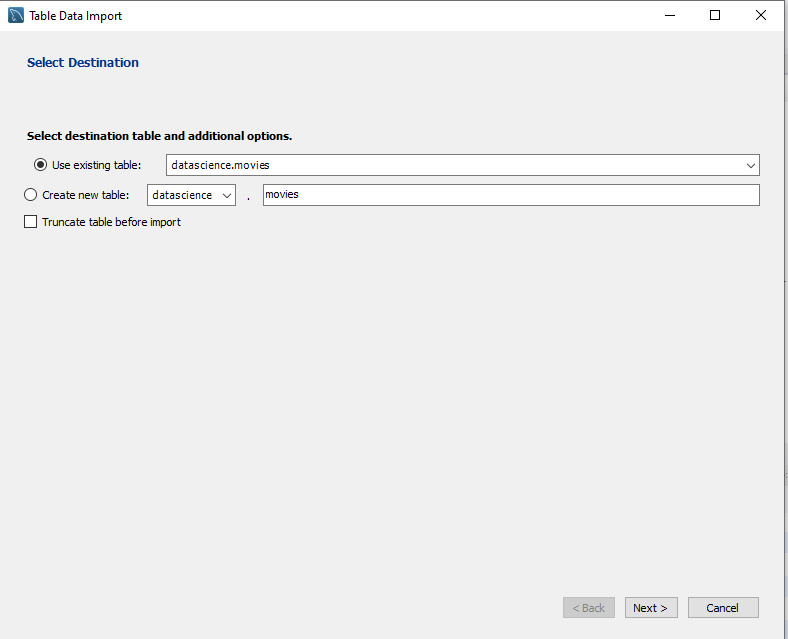 Table Data Import
Select Destination
Select destination table and additional options.
Use existing table: datascience.movies
Create new table: datascience . movies
Truncate table before import
< Back Next > Cancel